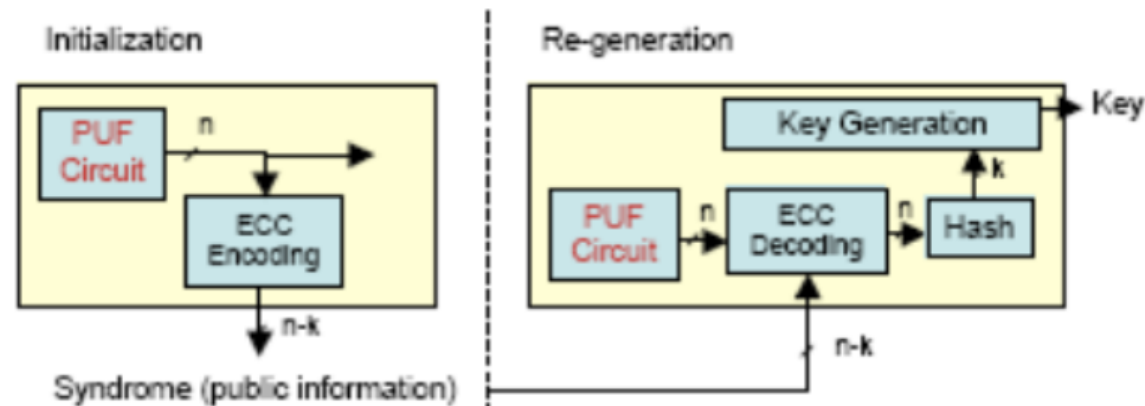 Initialization
PUF
Circuit
n
ECC
Encoding
n-k
Syndrome (public information)
Re-generation
Key Generation
Key
k
PUF
Circuit
n
ECC
Decoding
n
Hash
n-k